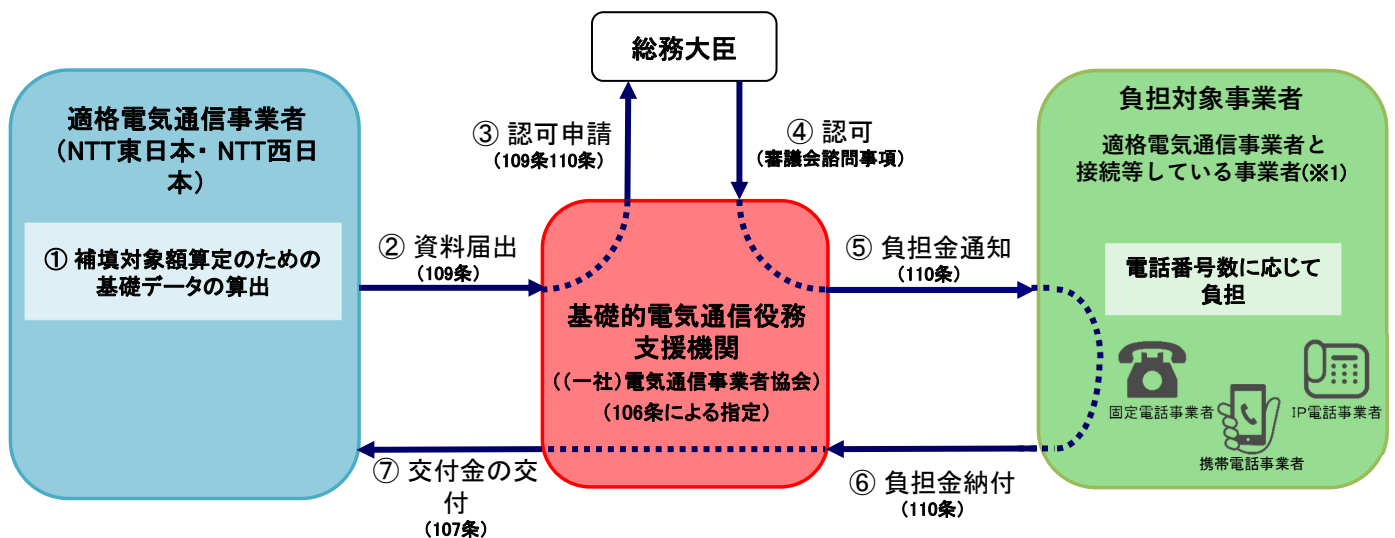 総務大臣
適格電気通信事業者
(NTT東日本・ NTT西日
本)
① 補填対象額算定のための
基礎データの算出
② 資料届出
(109条)
③ 認可申請
(109条110条)
④ 認可
(審議会諮問事項)
基礎的電気通信役務
支援機関
((一社)電気通信事業者協会)
(106条による指定)
⑤ 負担金通知
(110条)
負担対象事業者
適格電気通信事業者と
接続等している事業者(※1)
電話番号数に応じて
負担
固定電話事業者
IP電話事業者
携帯電話事業者
⑥ 負担金納付
(110条)
⑦ 交付金の交
付
(107条)